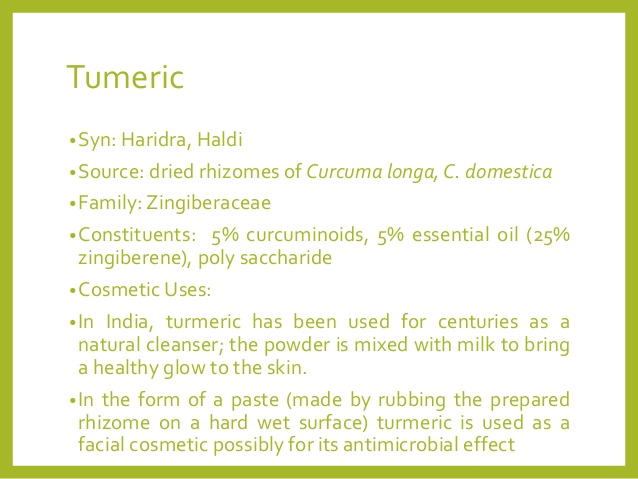 Tumeric
•Syn: Haridra, Haldi
•Source: dried rhizomes of Curcuma longa, C. domestica
•Family: Zingiberaceae
•Constituents: 5% curcuminoids, 5% essential oil (25%
zingiberene), poly saccharide
•Cosmetic Uses:
•In India, turmeric has been used for centuries as a
natural cleanser; the powder is mixed with milk to bring
a healthy glow to the skin.
•In the form of a paste (made by rubbing the prepared
rhizome on a hard wet surface) turmeric is used as a
facial cosmetic possibly for its antimicrobial effect